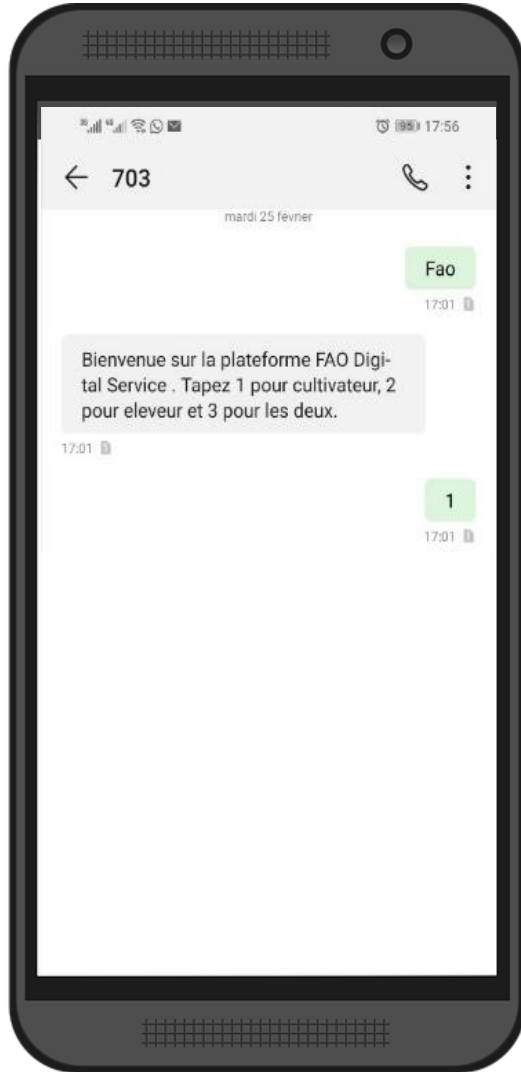 95 17:56
703
mardi 25 février
Fao
17:01
Bienvenue sur la plateforme FAO Digi-
tal Service . Tapez 1 pour cultivateur, 2
pour eleveur et 3 pour les deux.
17:01
1
17:01